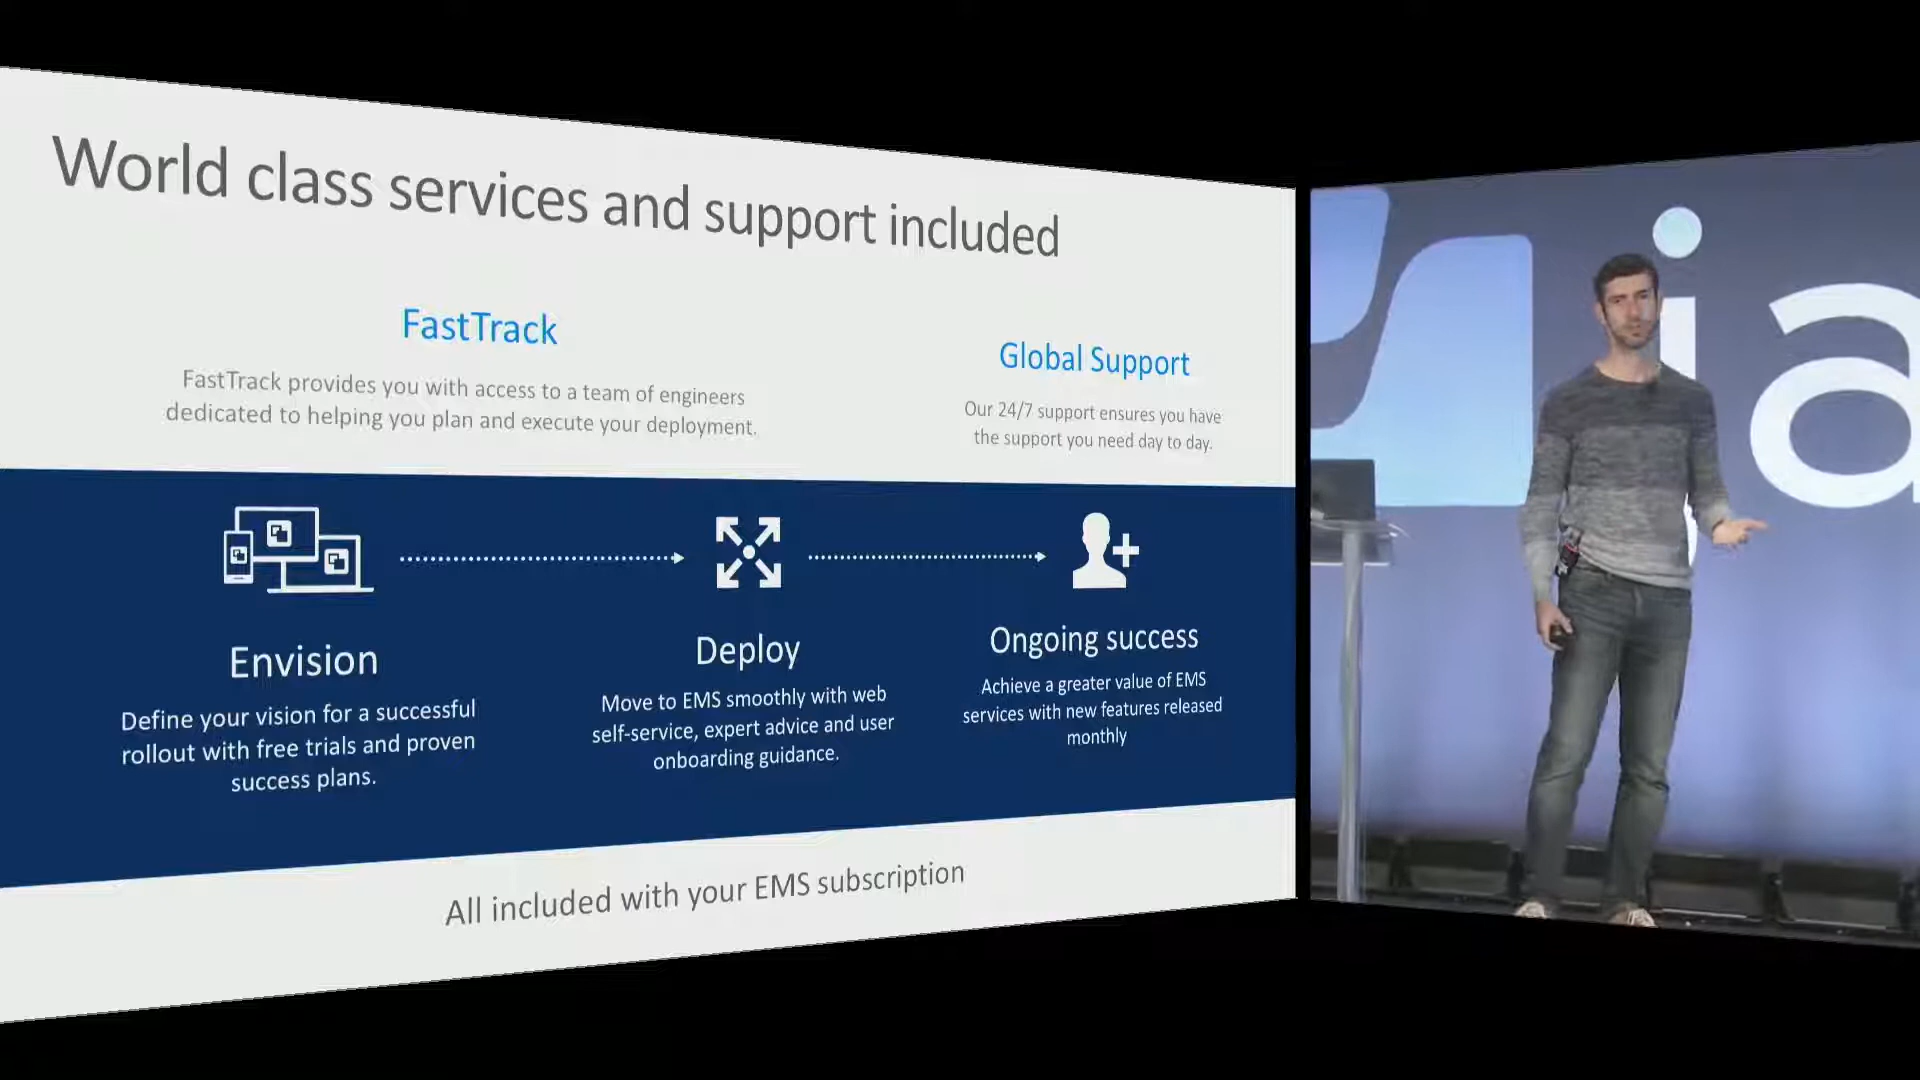 World class services and support included
FastTrack
FastTrack provides you with access to a team of engineers
dedicated to helping you plan and execute your deployment.
Global Support
Our 24/7 support ensures you have
the support you need day to day.
Envision
Define your vision for a successful
rollout with free trials and proven
success plans.
Deploy
Move to EMS smoothly with web
self-service, expert advice and user
onboarding guidance.
Ongoing success
Achieve a greater value of EMS
services with new features released
monthly
All included with your EMS subscription
ia